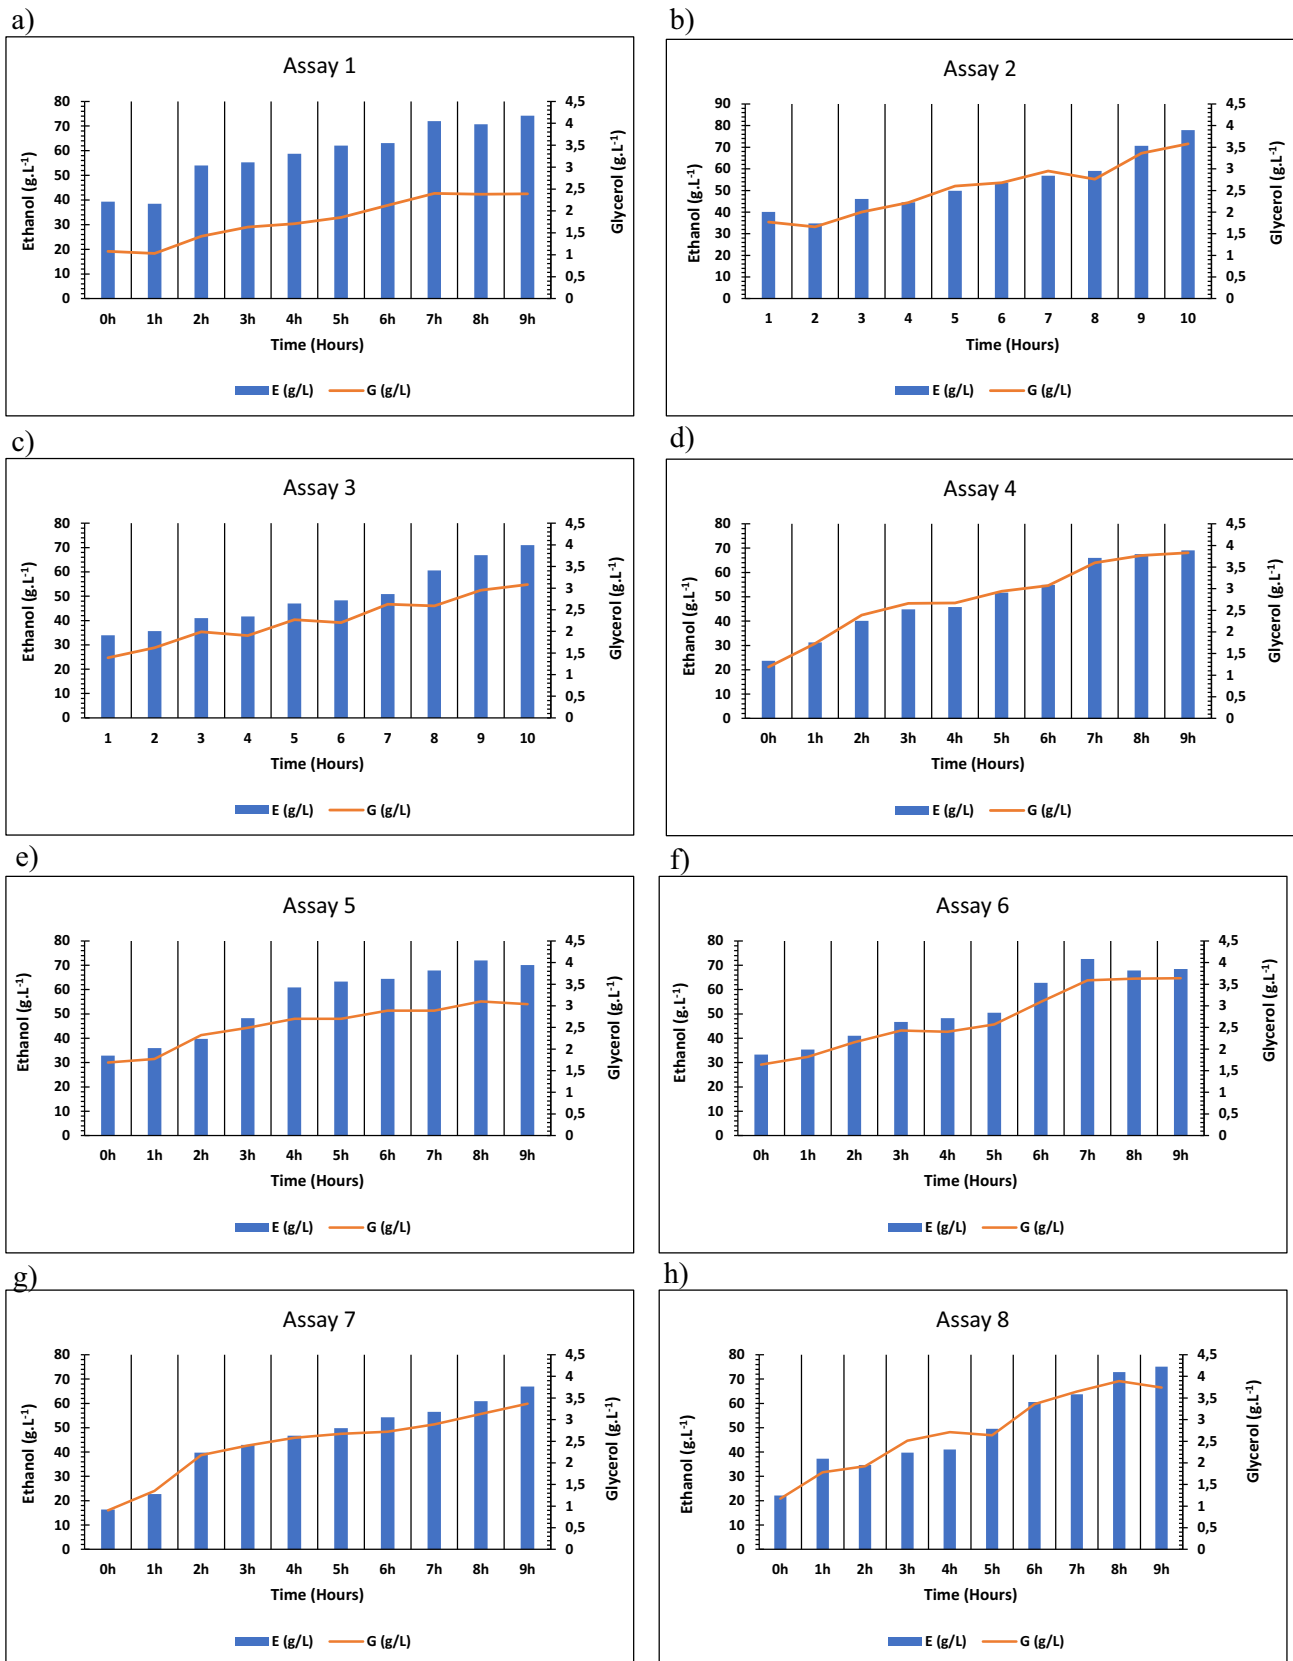 a)
Assay 1
Ethanol (g.L-1)
80
70
60
50
40
30
20
10
0
4,5
4
3,5
3
2,5
2
1,5
1
0,5
0
Glycerol (g.L-1)
0h 1h 2h 3h 4h 5h 6h 7h 8h 9h
Time (Hours)
E (g/L) G (g/L)
b)
Assay 2
Ethanol (g.L-1)
90
80
70
60
50
40
30
20
10
0
4,5
4
3,5
3
2,5
2
1,5
1
0,5
0
Glycerol (g.L-1)
1 2 3 4 5 6 7 8 9 10
Time (Hours)
E (g/L) G (g/L)
c)
Assay 3
Ethanol (g.L-1)
80
70
60
50
40
30
20
10
0
4,5
4
3,5
3
2,5
2
1,5
1
0,5
0
Glycerol (g.L-1)
1 2 3 4 5 6 7 8 9 10
Time (Hours)
E (g/L) G (g/L)
d)
Assay 4
Ethanol (g.L-1)
80
70
60
50
40
30
20
10
0
4,5
4
3,5
3
2,5
2
1,5
1
0,5
0
Glycerol (g.L-1)
0h 1h 2h 3h 4h 5h 6h 7h 8h 9h
Time (Hours)
E (g/L) G (g/L)
e)
Assay 5
Ethanol (g.L-1)
80
70
60
50
40
30
20
10
0
4,5
4
3,5
3
2,5
2
1,5
1
0,5
0
Glycerol (g.L-1)
0h 1h 2h 3h 4h 5h 6h 7h 8h 9h
Time (Hours)
E (g/L) G (g/L)
f)
Assay 6
Ethanol (g.L-1)
80
70
60
50
40
30
20
10
0
4,5
4
3,5
3
2,5
2
1,5
1
0,5
0
Glycerol (g.L-1)
0h 1h 2h 3h 4h 5h 6h 7h 8h 9h
Time (Hours)
E (g/L) G (g/L)
g)
Assay 7
Ethanol (g.L-1)
80
70
60
50
40
30
20
10
0
4,5
4
3,5
3
2,5
2
1,5
1
0,5
0
Glycerol (g.L-1)
0h 1h 2h 3h 4h 5h 6h 7h 8h 9h
Time (Hours)
E (g/L) G (g/L)
h)
Assay 8
Ethanol (g.L-1)
80
70
60
50
40
30
20
10
0
4,5
4
3,5
3
2,5
2
1,5
1
0,5
0
Glycerol (g.L-1)
0h 1h 2h 3h 4h 5h 6h 7h 8h 9h
Time (Hours)
E (g/L) G (g/L)